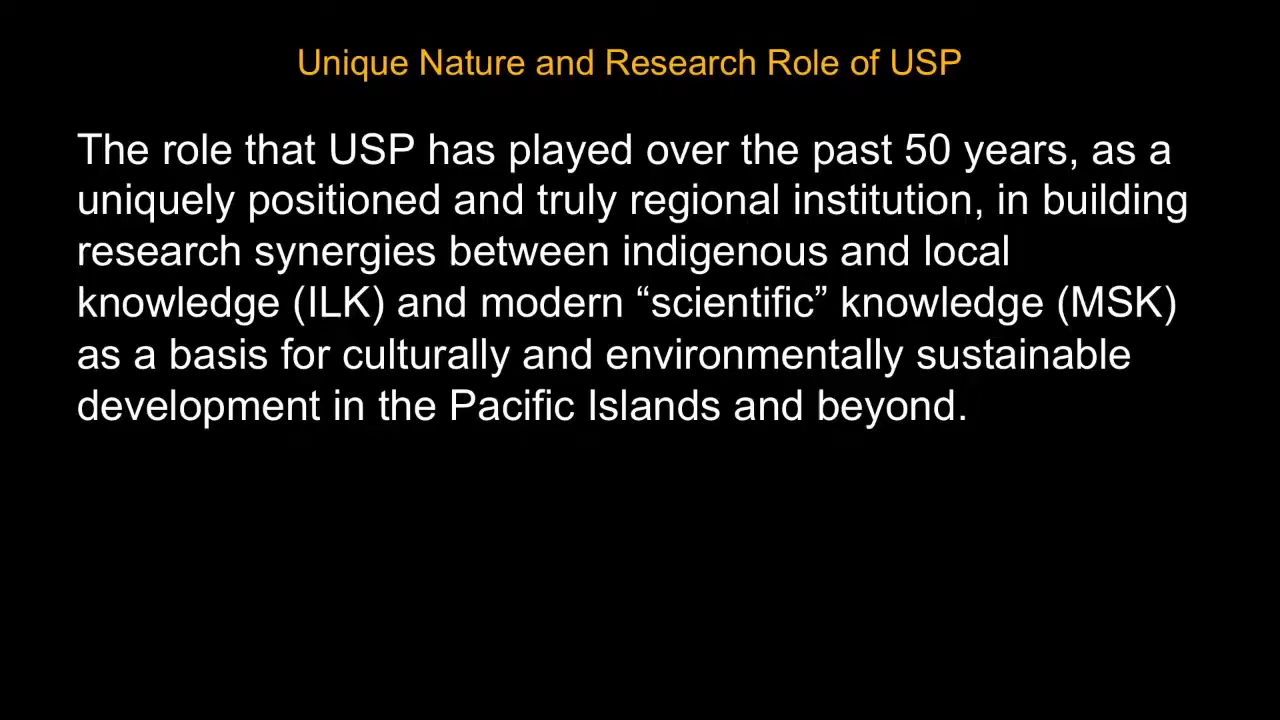 Unique Nature and Research Role of USP
The role that USP has played over the past 50 years, as a
uniquely positioned and truly regional institution, in building
research synergies between indigenous and local
knowledge (ILK) and modern “scientific” knowledge (MSK)
as a basis for culturally and environmentally sustainable
development in the Pacific Islands and beyond.